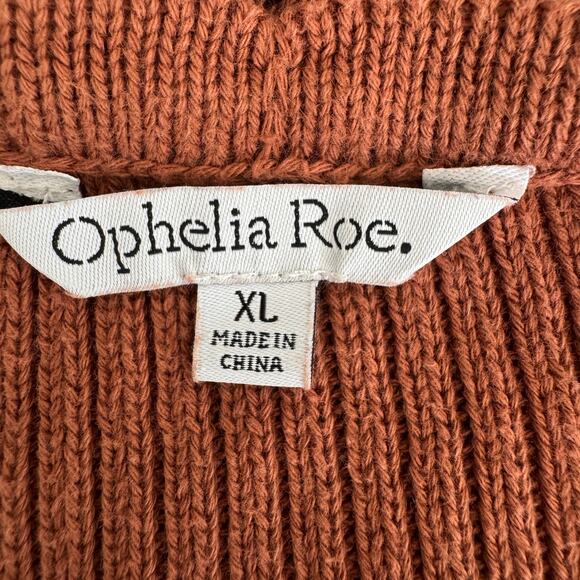 Ophelia Roe.
XL
MADE IN
CHINA